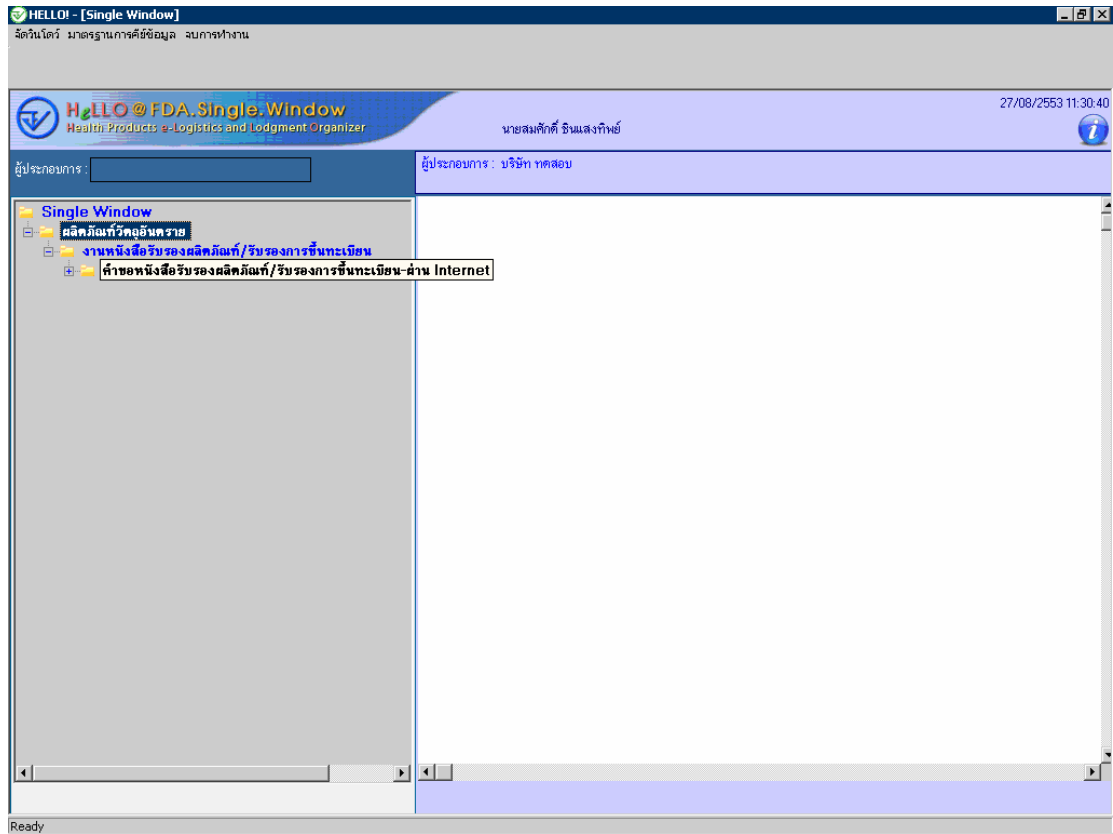 HELLO! - [Single Window]
จัดวินโดว์ มาตรฐานการคีย์ข้อมูล จบการทำงาน
HeLLO@FDA.Single.Window
Health Products e-Logistics and Lodgment Organizer
27/08/2553 11:30:40
นายสมศักดิ์ ชินแสงทิพย์
ผู้ประกอบการ :
ผู้ประกอบการ : บริษัท ทดสอบ
Single Window
ผลิตภัณฑ์วัตถุอันตราย
งานหนังสือรับรองผลิตภัณฑ์/รับรองการขึ้นทะเบียน
คำขอหนังสือรับรองผลิตภัณฑ์/รับรองการขึ้นทะเบียน-ผ่าน Internet
Ready